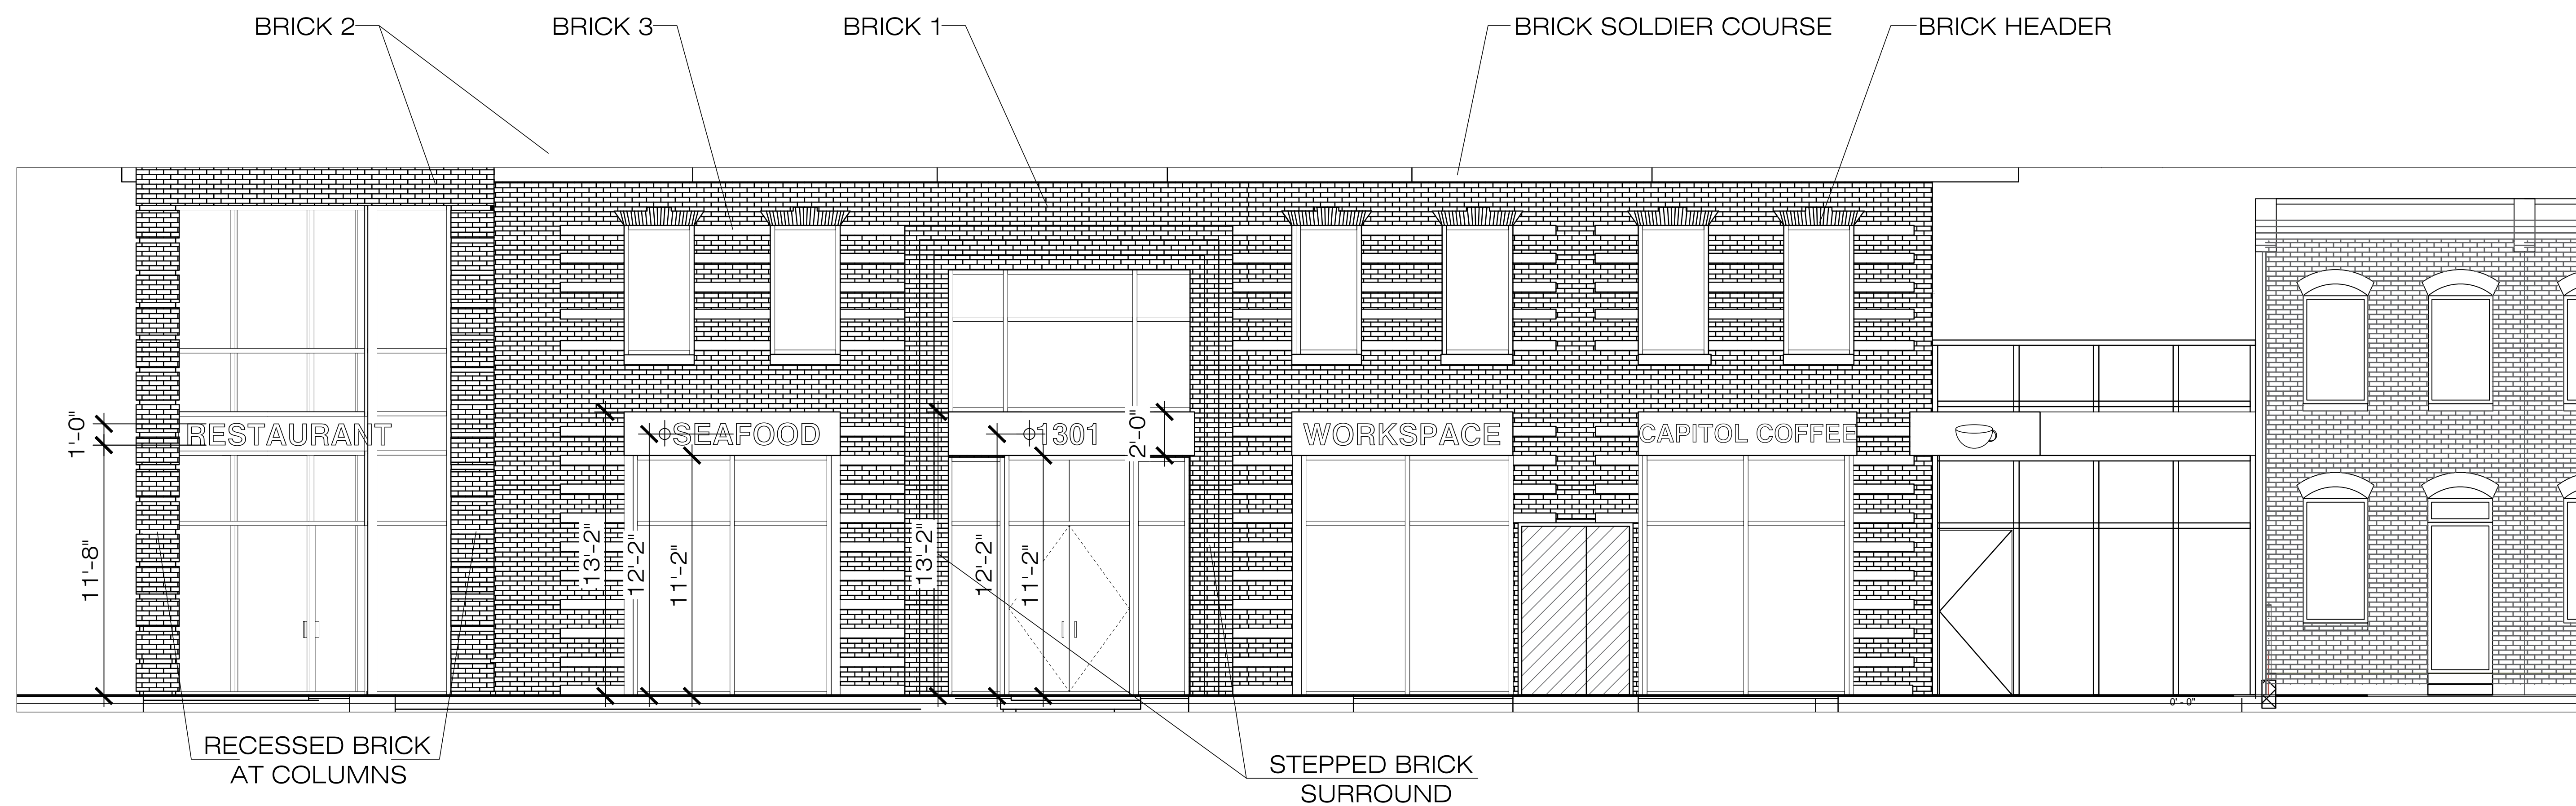 BRICK 2
BRICK 3
BRICK 1
BRICK SOLDIER COURSE
BRICK HEADER
1'-0"
RESTAURANT
SEAFOOD
1301
2'-0"
WORKSPACE
CAPITOL COFFEE
11'-8"
13'-2"
12'-2"
11'-2"
13'-2"
12'-2"
11'-2"
0' - 0"
RECESSED BRICK
AT COLUMNS
STEPPED BRICK
SURROUND